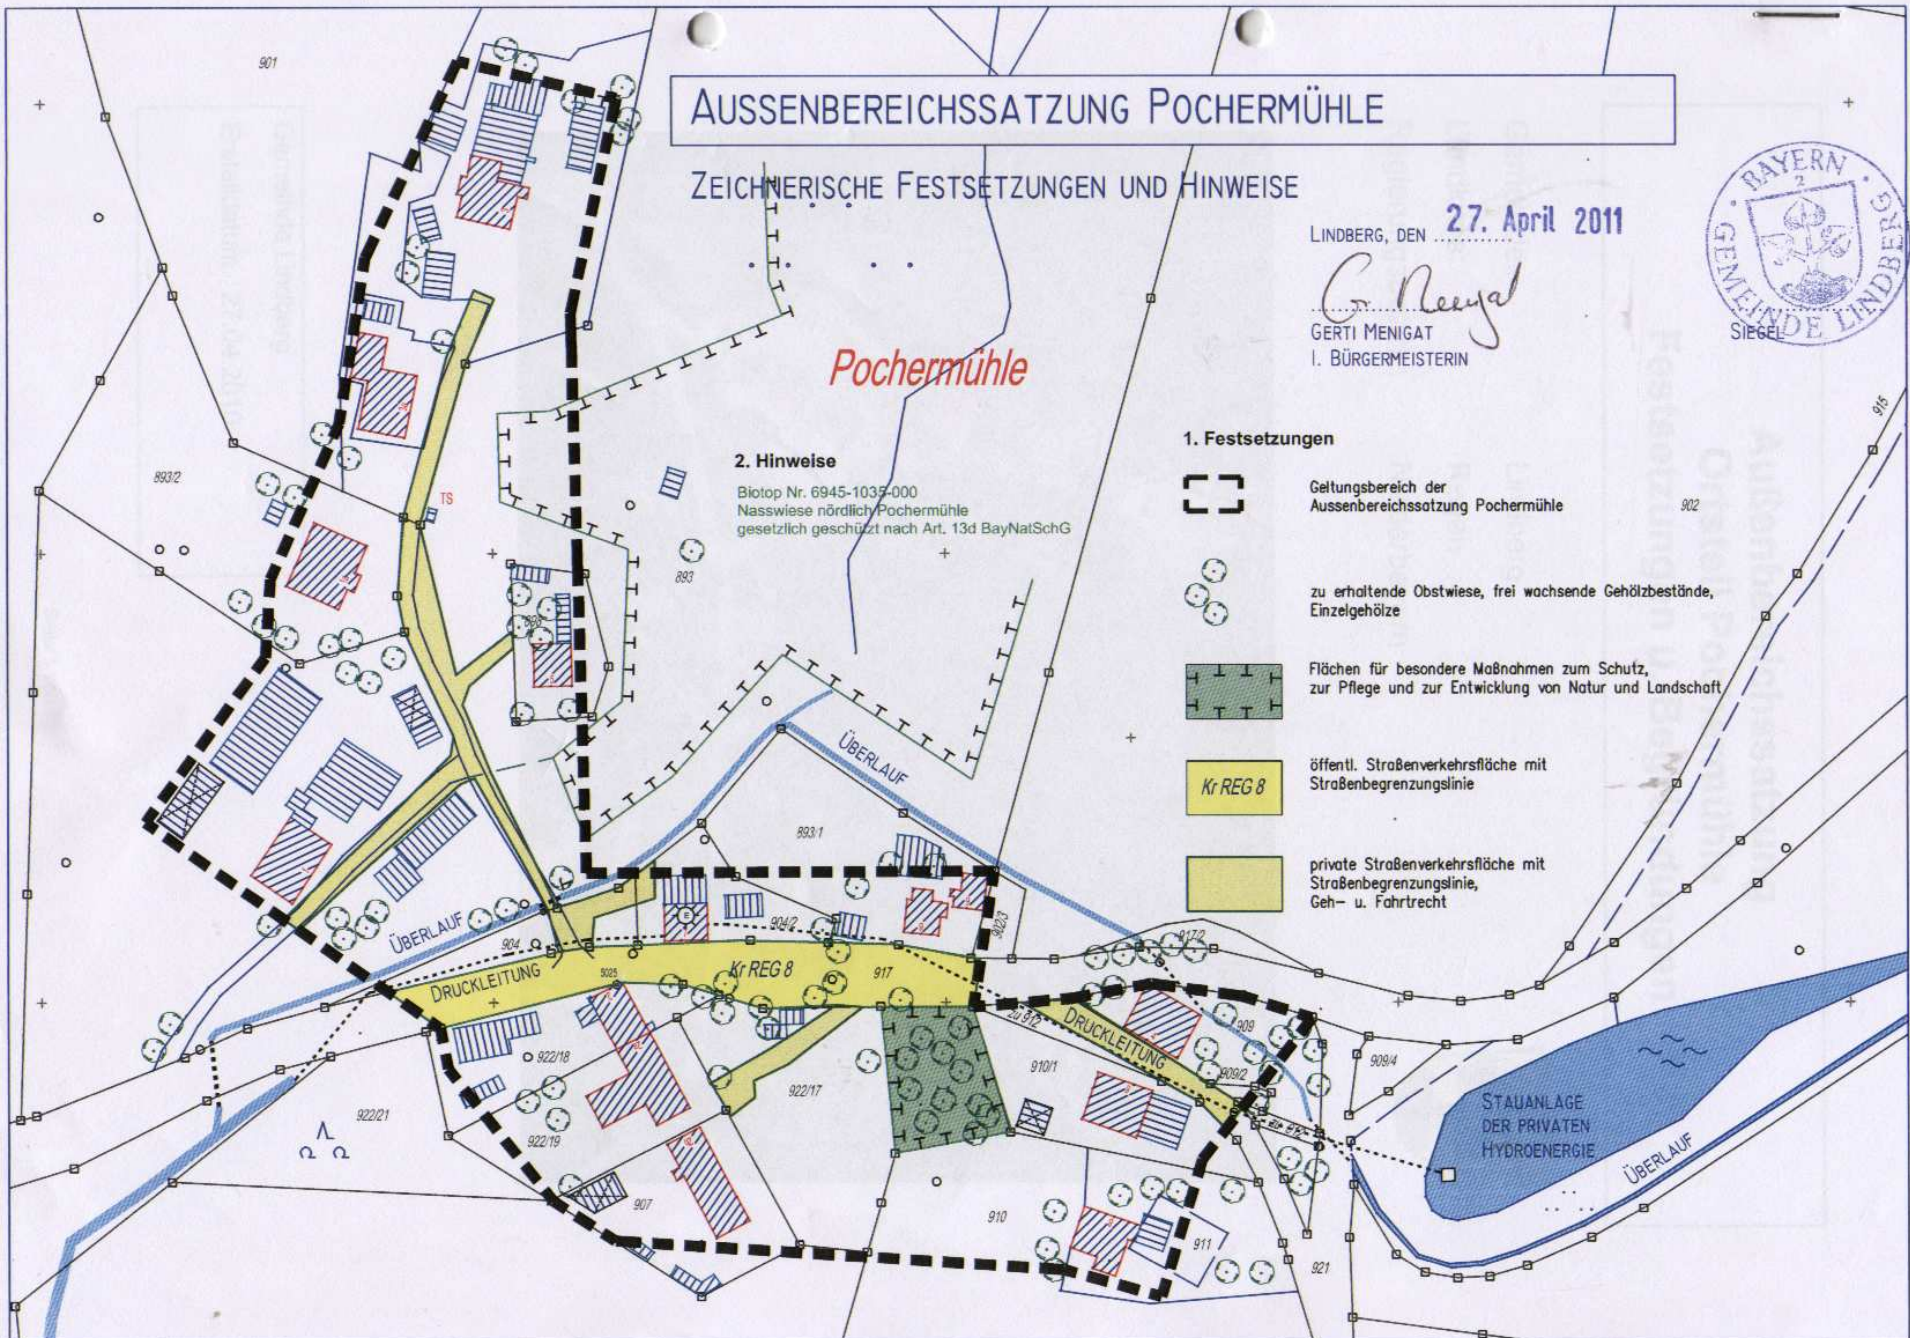 AUSSENBEREICHSSATZUNG POCHERMÜHLE
ZEICHNERISCHE FESTSETZUNGEN UND HINWEISE
LINDBERG, DEN 27. April 2011
GERTI MENIGAT
I. BÜRGERMEISTERIN
SIEGEL
BAYERN
GEMEINDE LINDBERG
Pochermühle
2. Hinweise
Biotop Nr. 6945-1035-000
Nasswiese nördlich Pochermühle
gesetzlich geschützt nach Art. 13d BayNatSchG
1. Festsetzungen
Geltungsbereich der
Aussenbereichssatzung Pochermühle
zu erhaltende Obstwiese, frei wachsende Gehölzbestände,
Einzelgehölze
Flächen für besondere Maßnahmen zum Schutz,
zur Pflege und zur Entwicklung von Natur und Landschaft
Kr REG 8
öffentl. Straßenverkehrsfläche mit
Straßenbegrenzungslinie
private Straßenverkehrsfläche mit
Straßenbegrenzungslinie,
Geh- u. Fahrtrecht
901
915
893/2
TS
902
893
ÜBERLAUF
893/1
ÜBERLAUF
904
904/2
902/3
917/2
DRUCKLEITUNG
Kr REG 8
917
zu 912
DRUCKLEITUNG
909
922/18
922/17
910/1
909/2
909/4
922/21
922/19
STAUANLAGE
DER PRIVATEN
HYDROENERGIE
ÜBERLAUF
907
910
911
921